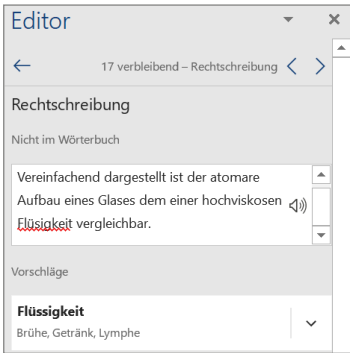 Editor
17 verbleibend – Rechtschreibung
Rechtschreibung
Nicht im Wörterbuch
Vereinfachend dargestellt ist der atomare
Aufbau eines Glases dem einer hochviskosen
Flüsigkeit vergleichbar.
Vorschläge
Flüssigkeit
Brühe, Getränk, Lymphe